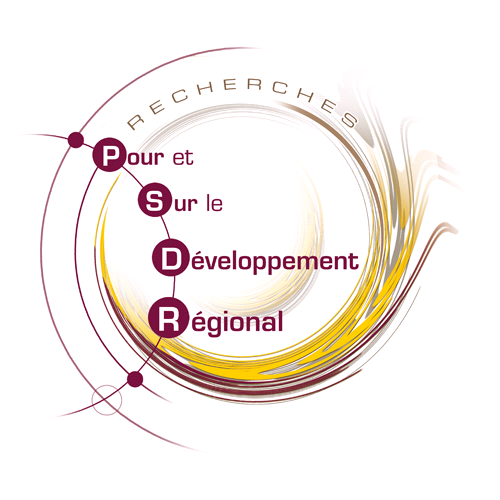 RECHERCHES
Pour et
Sur le
Développement
Régional